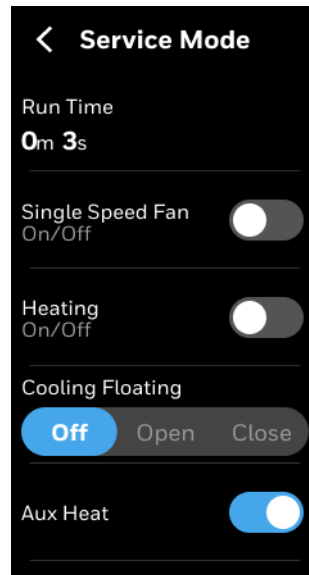 Service Mode
Run Time
0m 3s
Single Speed Fan
On/Off
Heating
On/Off
Cooling Floating
Off Open Close
Aux Heat